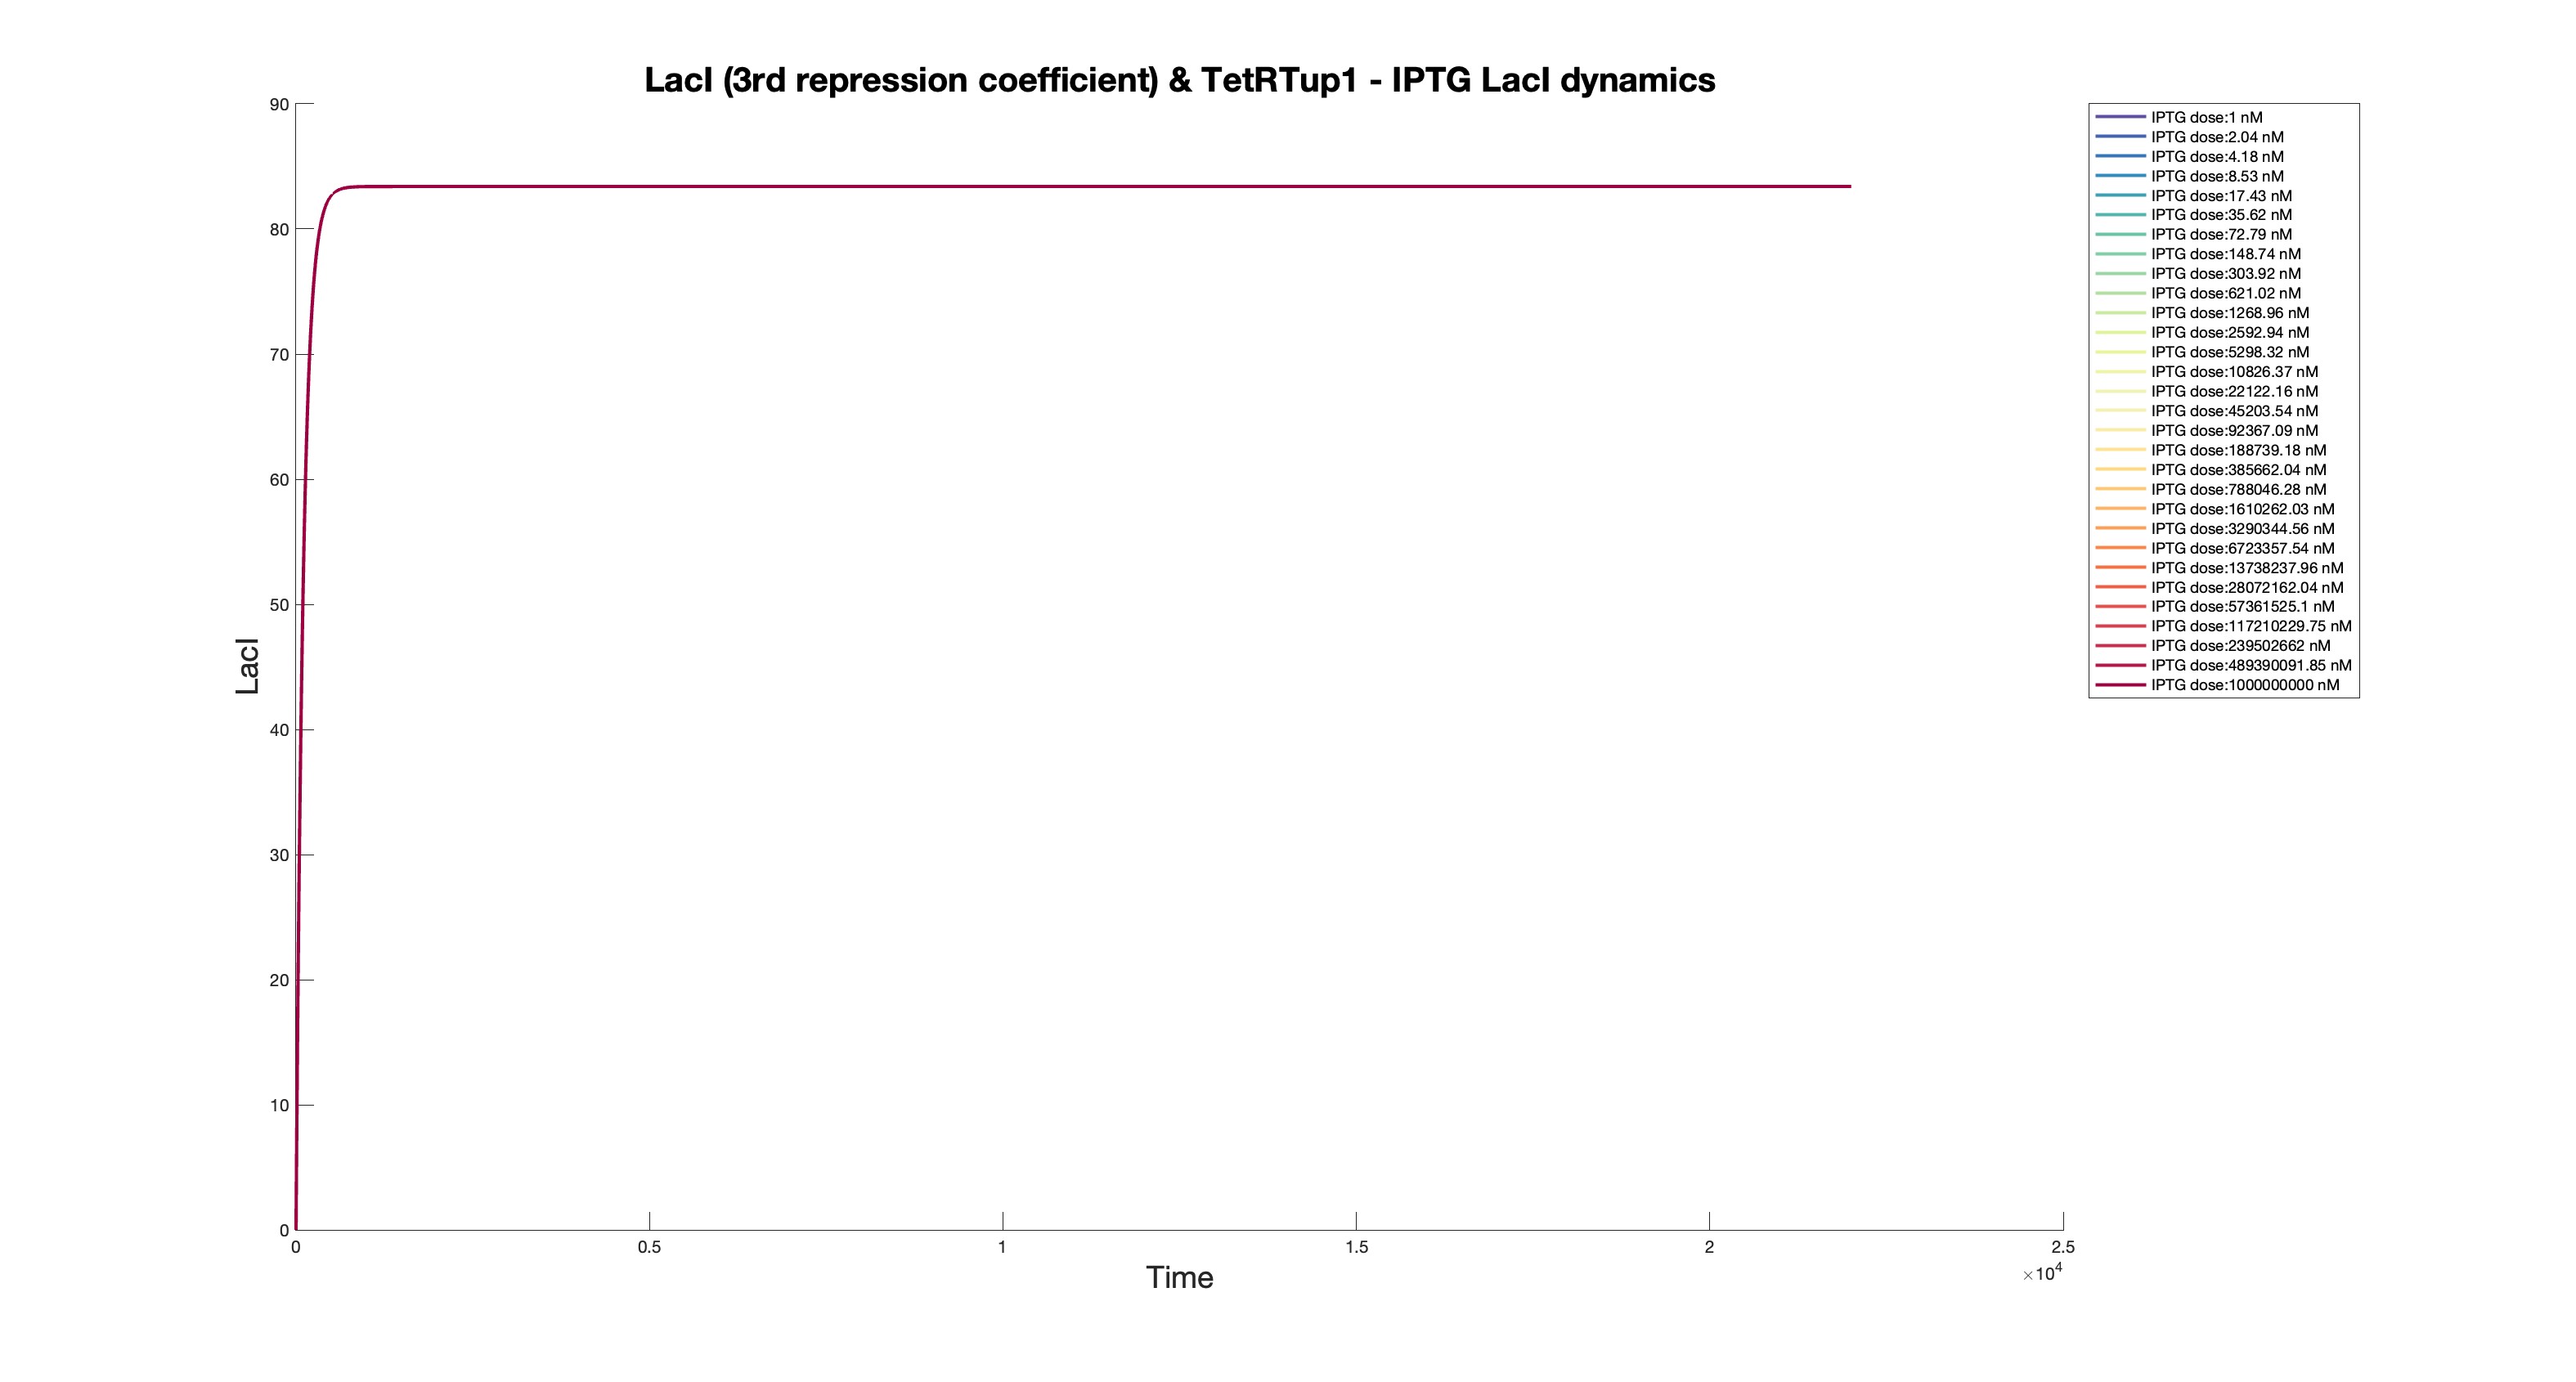 LacI (3rd repression coefficient) & TetRTup1 - IPTG LacI dynamics
90
80
70
60
50
40
30
20
10
0
LacI
0
0.5
1
1.5
2
2.5
×10⁴
Time
IPTG dose:1 nM
IPTG dose:2.04 nM
IPTG dose:4.18 nM
IPTG dose:8.53 nM
IPTG dose:17.43 nM
IPTG dose:35.62 nM
IPTG dose:72.79 nM
IPTG dose:148.74 nM
IPTG dose:303.92 nM
IPTG dose:621.02 nM
IPTG dose:1268.96 nM
IPTG dose:2592.94 nM
IPTG dose:5298.32 nM
IPTG dose:10826.37 nM
IPTG dose:22122.16 nM
IPTG dose:45203.54 nM
IPTG dose:92367.09 nM
IPTG dose:188739.18 nM
IPTG dose:385662.04 nM
IPTG dose:788046.28 nM
IPTG dose:1610262.03 nM
IPTG dose:3290344.56 nM
IPTG dose:6723357.54 nM
IPTG dose:13738237.96 nM
IPTG dose:28072162.04 nM
IPTG dose:57361525.1 nM
IPTG dose:117210229.75 nM
IPTG dose:239502662 nM
IPTG dose:489390091.85 nM
IPTG dose:1000000000 nM